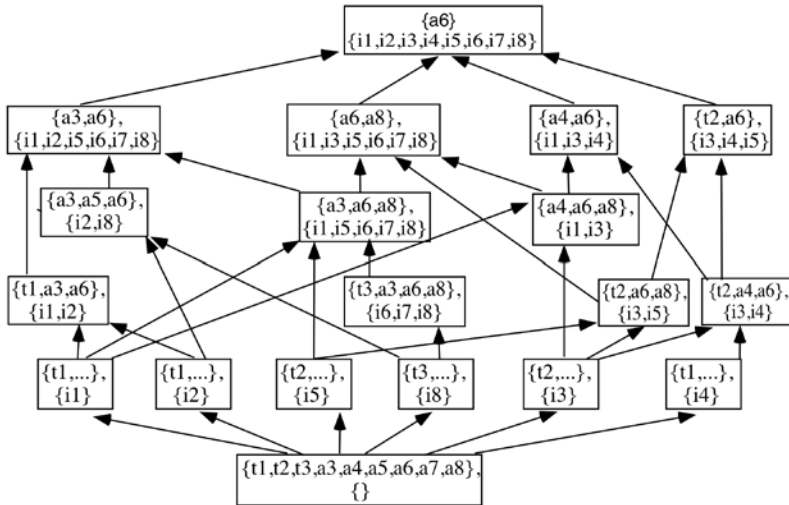 {a6}
{i1,i2,i3,i4,i5,i6,i7,i8}
{a3,a6},
{i1,i2,i5,i6,i7,i8}
{a6,a8},
{i1,i3,i5,i6,i7,i8}
{a4,a6},
{i1,i3,i4}
{t2,a6},
{i3,i4,i5}
{a3,a5,a6},
{i2,i8}
{a3,a6,a8},
{i1,i5,i6,i7,i8}
{a4,a6,a8},
{i1,i3}
{t1,a3,a6},
{i1,i2}
{t3,a3,a6,a8},
{i6,i7,i8}
{t2,a6,a8},
{i3,i5}
{t2,a4,a6},
{i3,i4}
{t1,...},
{i1}
{t1,...},
{i2}
{t2,...},
{i5}
{t3,...},
{i8}
{t2,...},
{i3}
{t1,...},
{i4}
{t1,t2,t3,a3,a4,a5,a6,a7,a8},
{}